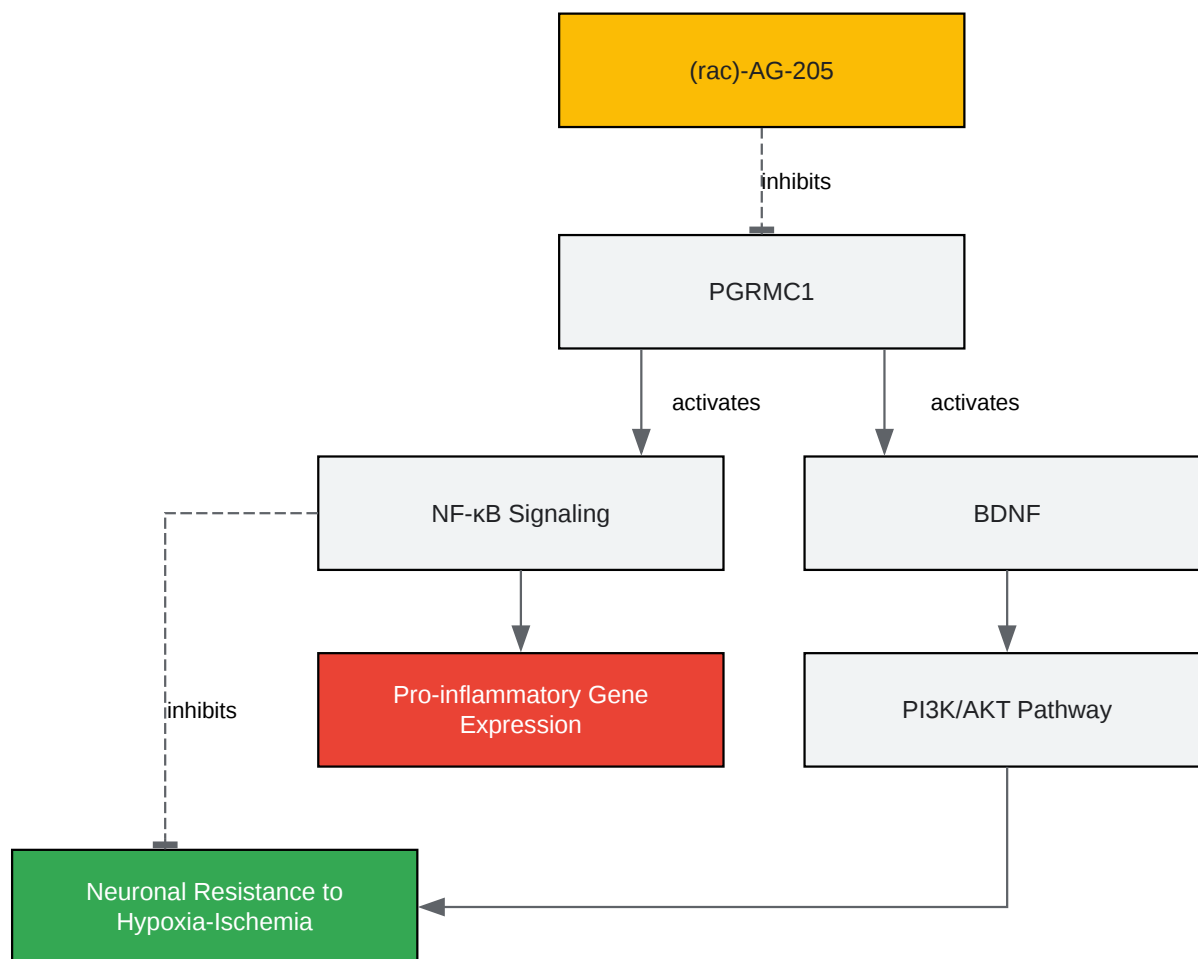 (rac)-AG-205
inhibits
PGRMC1
activates
activates
NF-κB Signaling
BDNF
Pro-inflammatory Gene
Expression
PI3K/AKT Pathway
inhibits
Neuronal Resistance to
Hypoxia-Ischemia